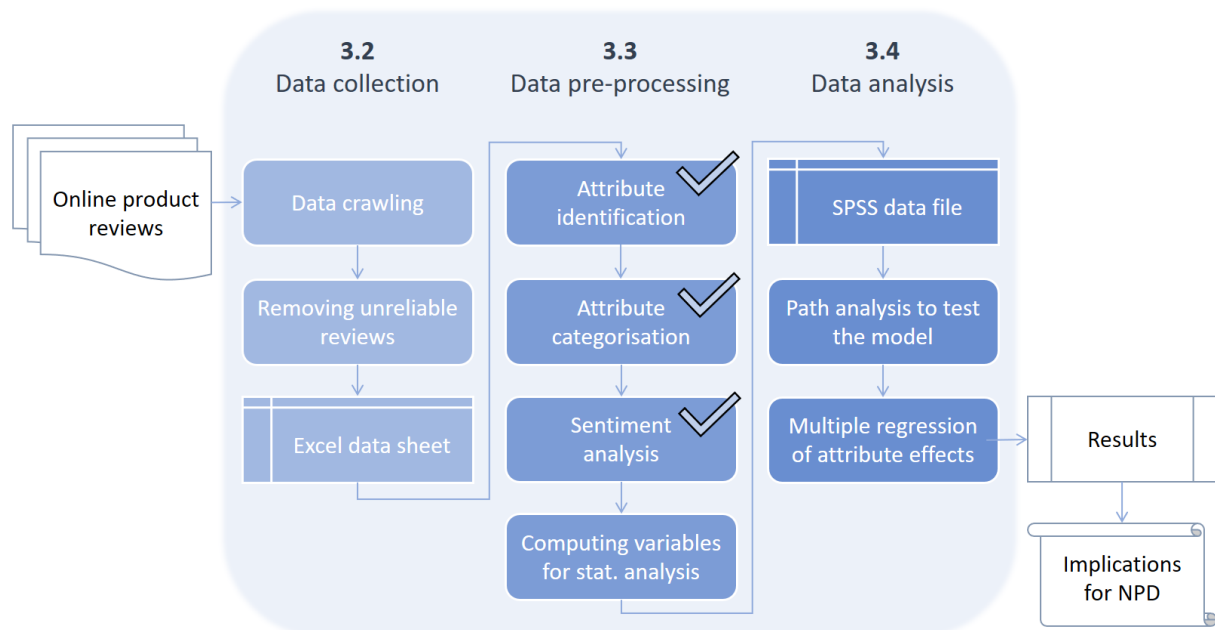 3.2
Data collection
3.3
Data pre-processing
3.4
Data analysis
Online product
reviews
Data crawling
Removing unreliable
reviews
Excel data sheet
Attribute
identification
Attribute
categorisation
Sentiment
analysis
Computing variables
for stat. analysis
SPSS data file
Path analysis to test
the model
Multiple regression
of attribute effects
Results
Implications
for NPD